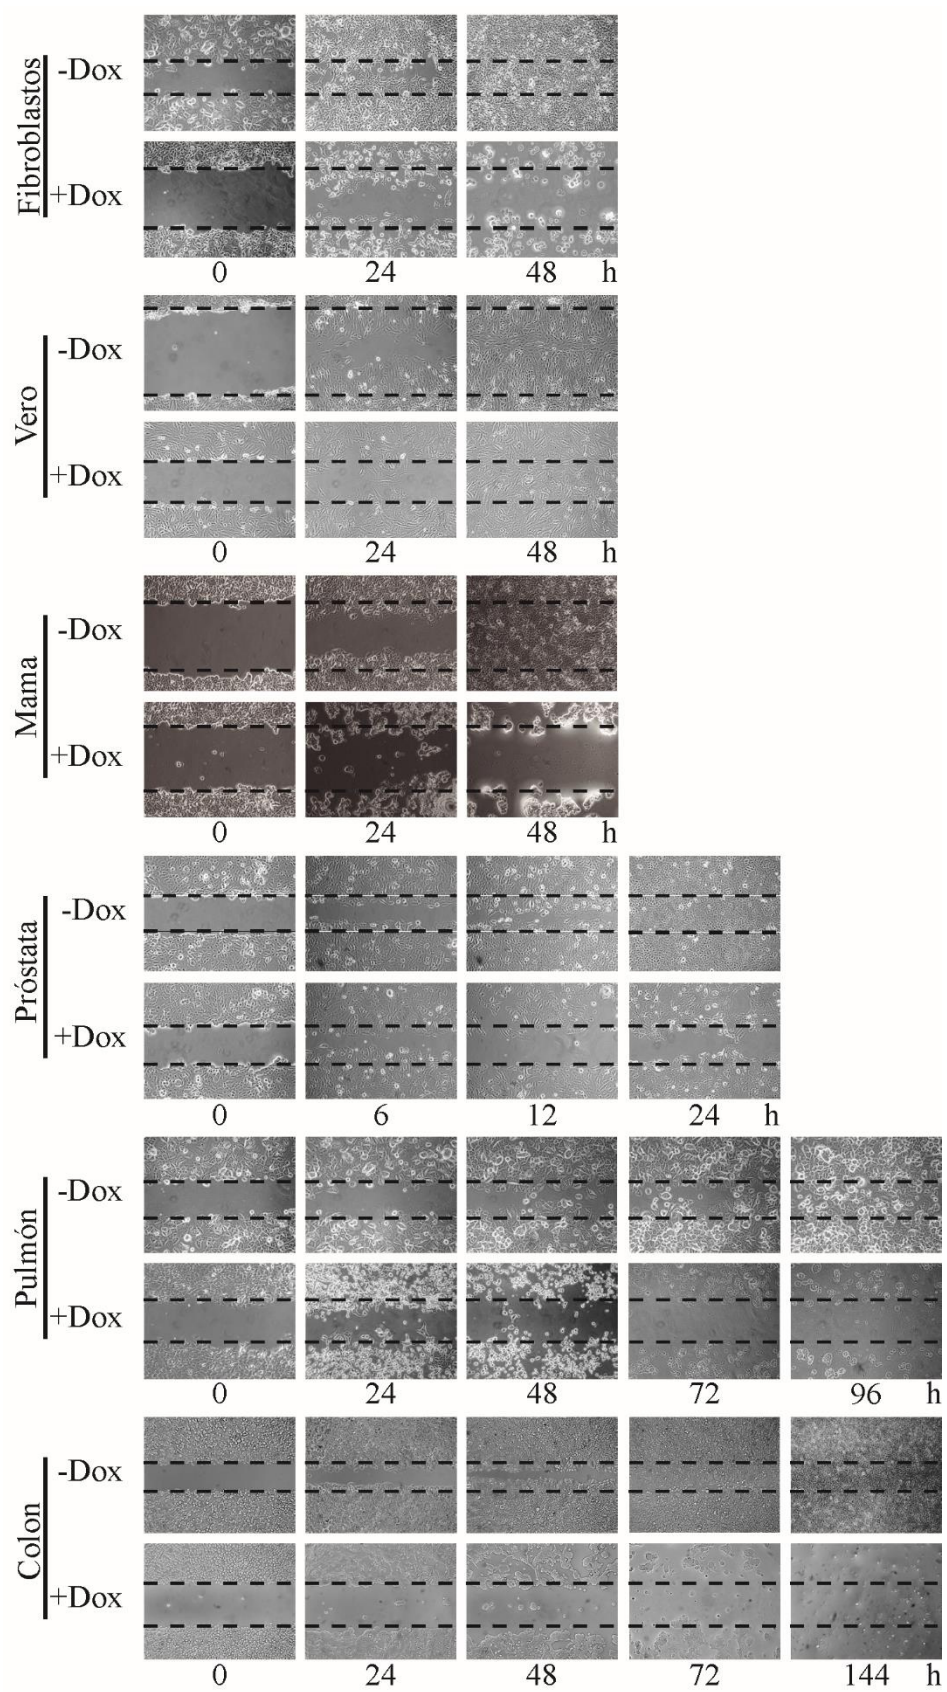 Fibroblastos
-Dox
+Dox
0 24 48 h
Vero
-Dox
+Dox
0 24 48 h
Mama
-Dox
+Dox
0 24 48 h
Próstata
-Dox
+Dox
0 6 12 24 h
Pulmón
-Dox
+Dox
0 24 48 72 96 h
Colon
-Dox
+Dox
0 24 48 72 144 h